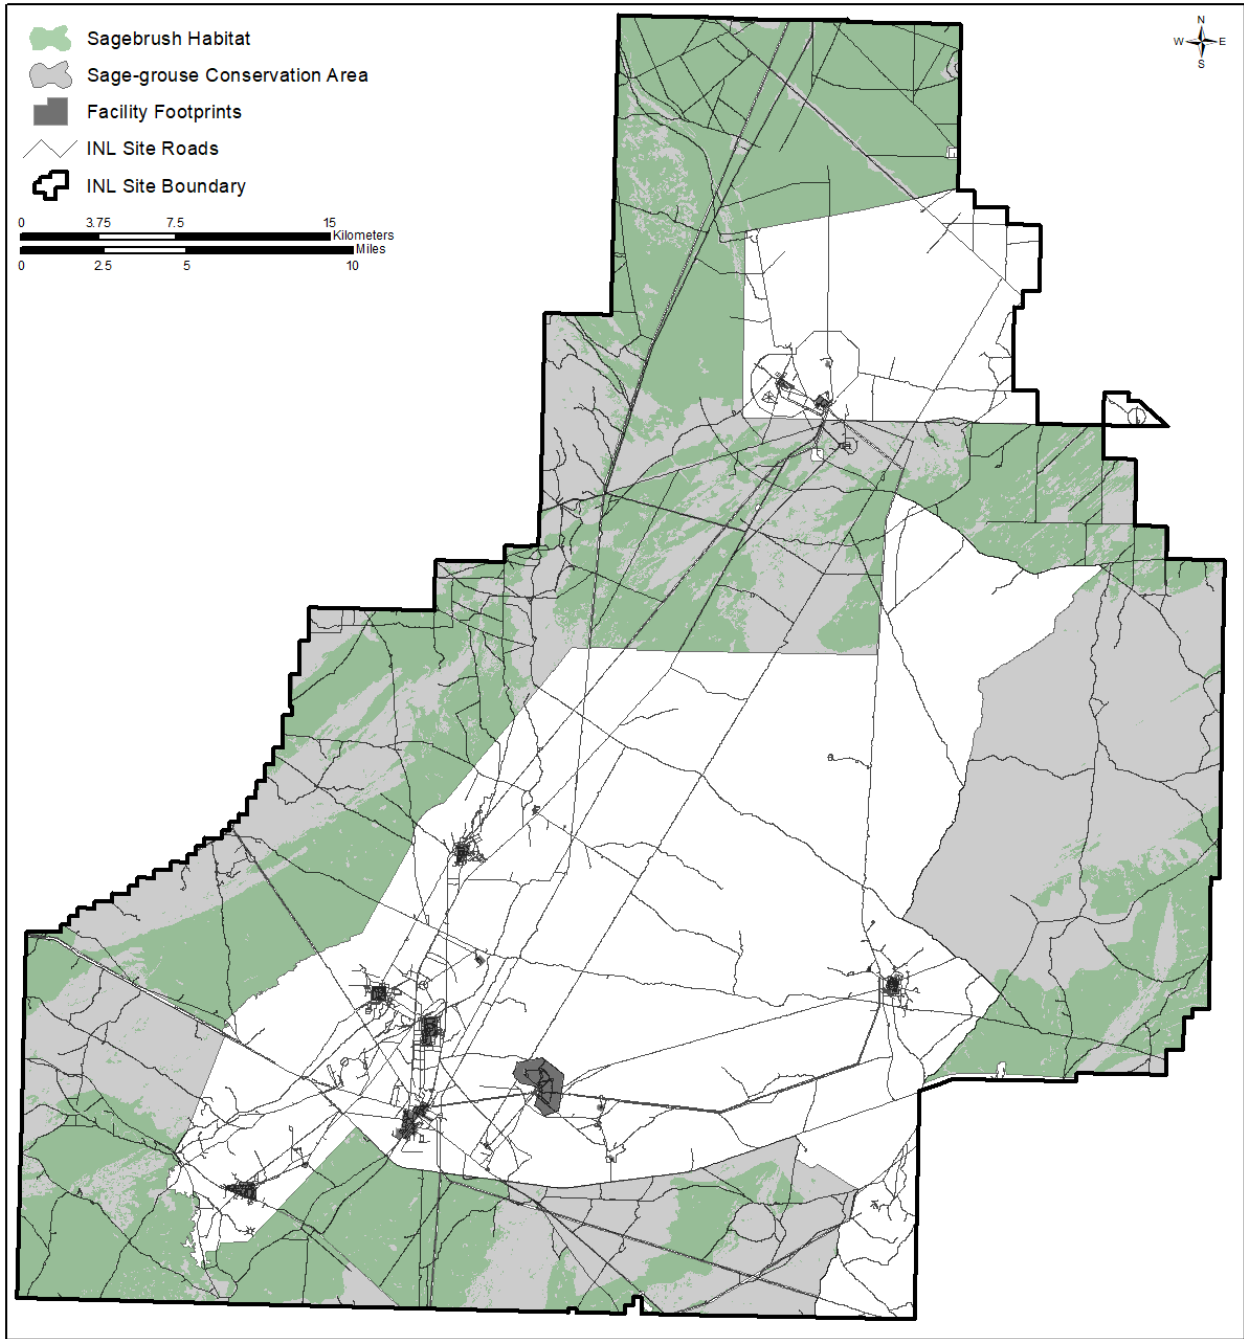 Sagebrush Habitat
Sage-grouse Conservation Area
Facility Footprints
INL Site Roads
INL Site Boundary
0 3.75 7.5 15
Kilometers
Miles
0 2.5 5 10
N
W E
S